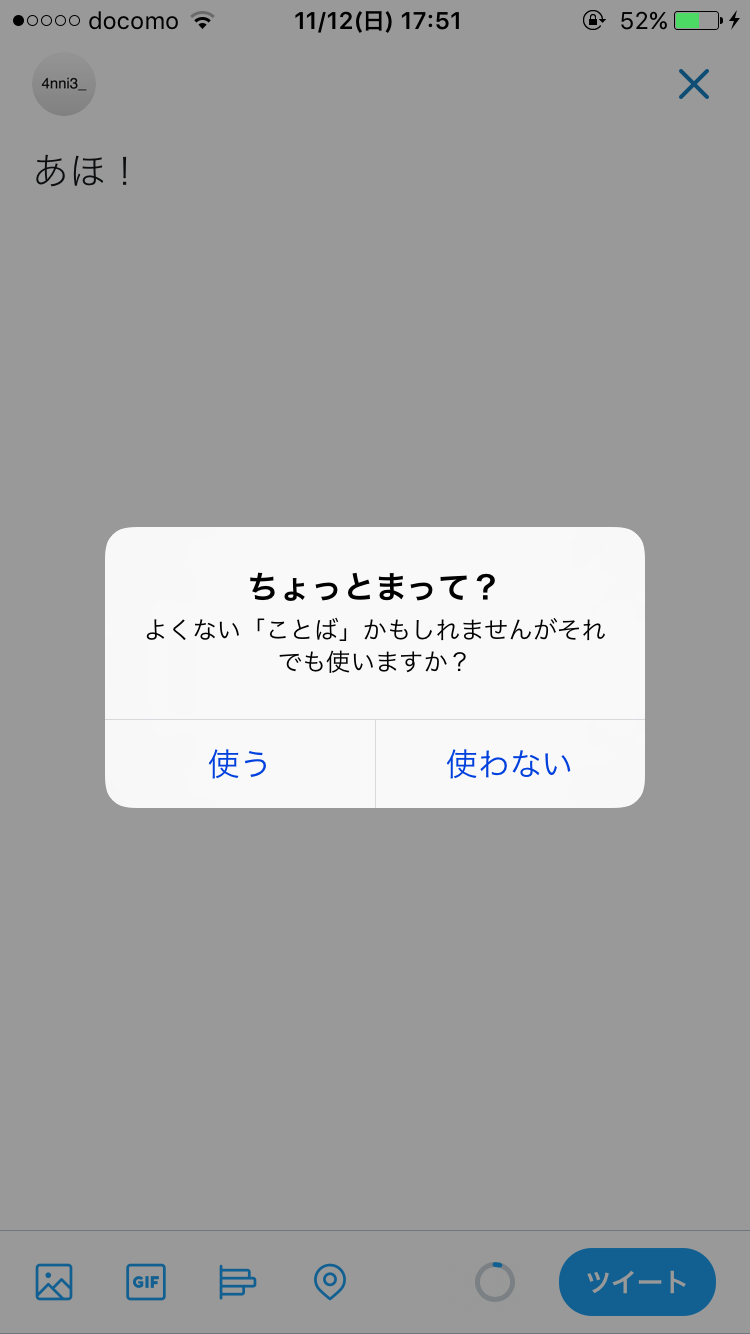 docomo 11/12(日) 17:51 52%
4nni3_
あほ！
ちょっとまって？
よくない「ことば」かもしれませんがそれ
でも使いますか？
使う 使わない
GIF ツイート